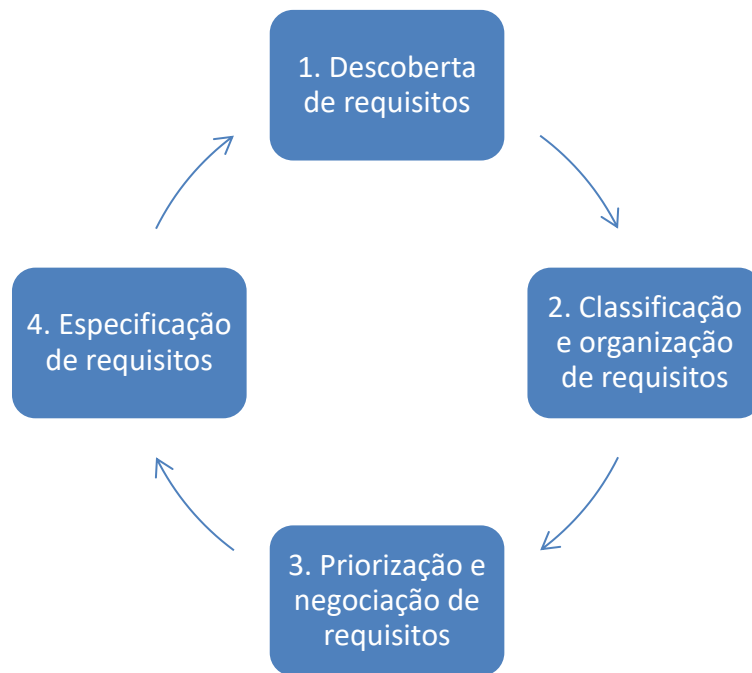 1. Descoberta
de requisitos
2. Classificação
e organização
de requisitos
3. Priorização e
negociação de
requisitos
4. Especificação
de requisitos